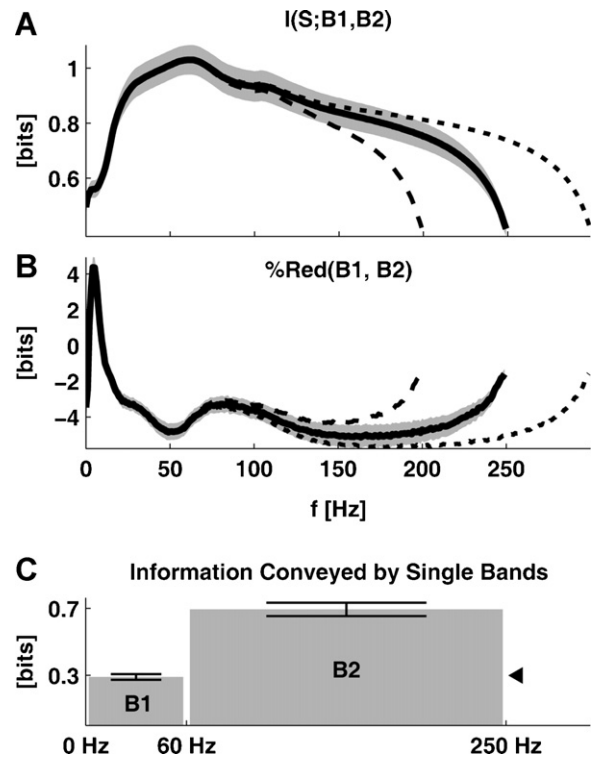 A
I(S;B1,B2)
[bits]
1
0.8
0.6
B
%Red(B1, B2)
[bits]
4
2
0
−2
−4
0 50 100 150 200 250
f [Hz]
C
Information Conveyed by Single Bands
[bits]
0.7
0.3
B1
B2
0 Hz 60 Hz 250 Hz